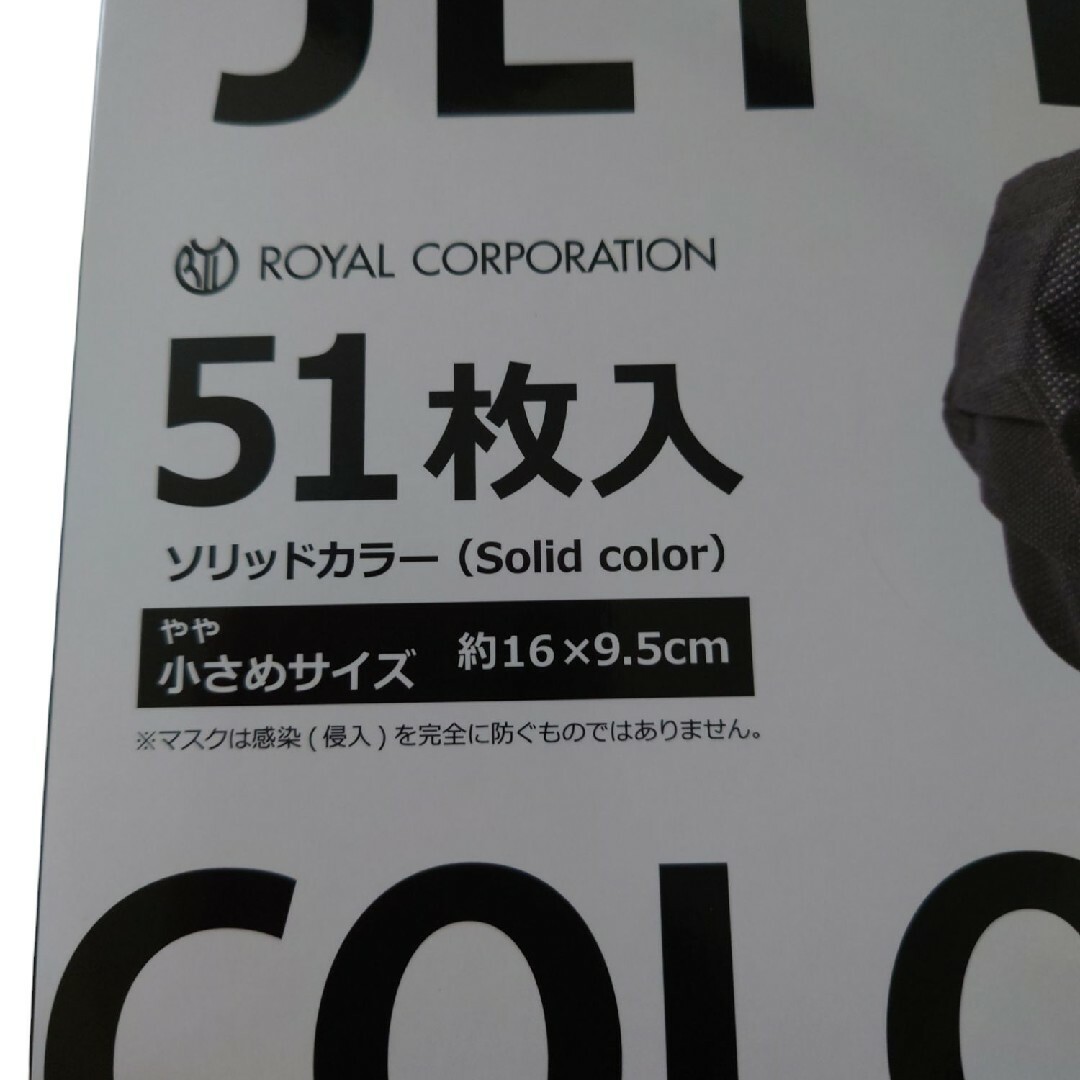 JET
ROYAL CORPORATION
51枚入
ソリッドカラー（Solid color）
やや
小さめサイズ 約16×9.5cm
※マスクは感染(侵入)を完全に防ぐものではありません。
COLO